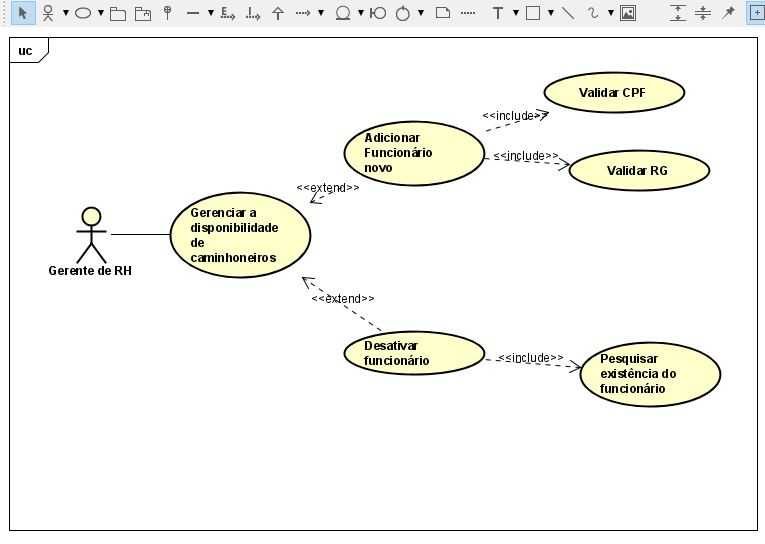 uc
Validar CPF
<<include>>
Adicionar
Funcionário
novo
<<include>>
Validar RG
<<extend>>
Gerenciar a
disponibilidade
de
caminhoneiros
Gerente de RH
<<extend>>
Desativar
funcionário
<<include>>
Pesquisar
existência do
funcionário